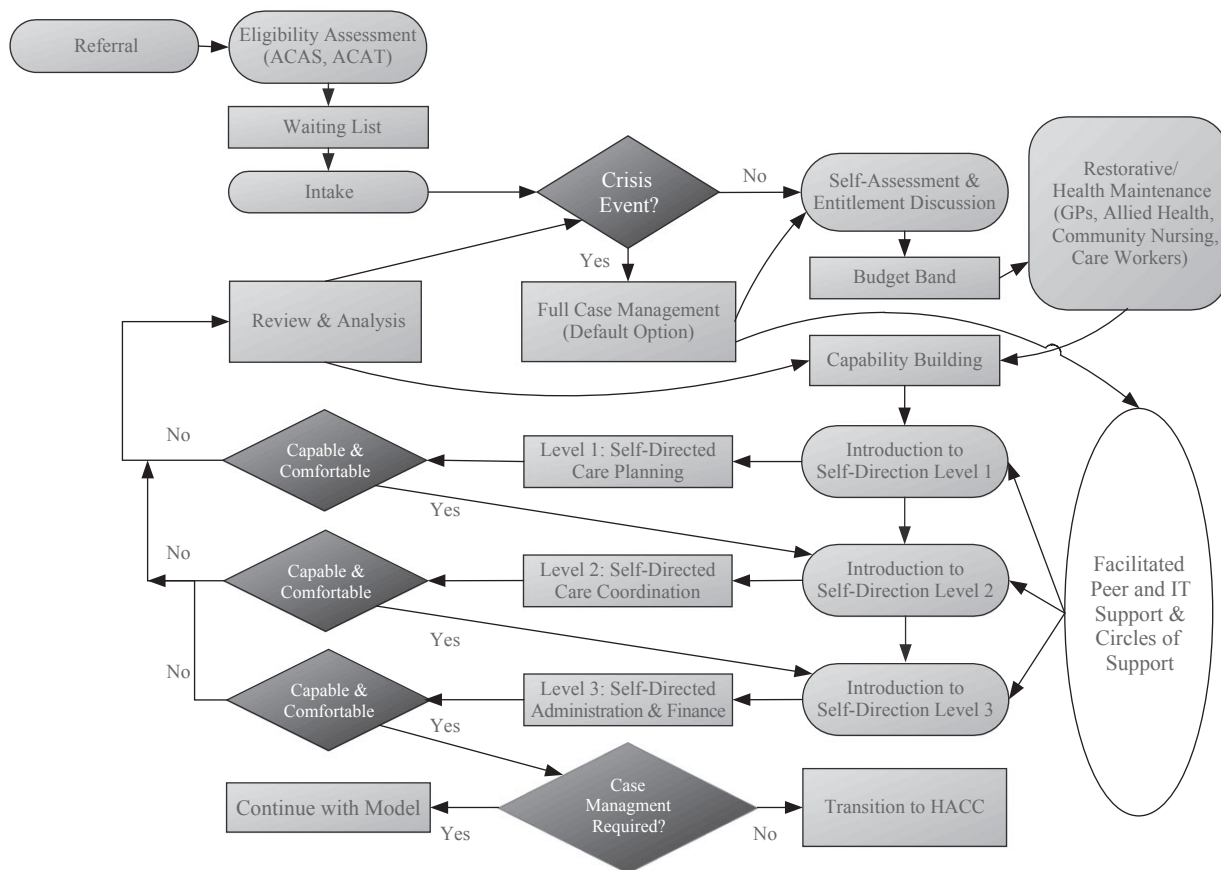 Referral
Eligibility Assessment
(ACAS, ACAT)
Waiting List
Intake
Crisis
Event?
No
Yes
Self-Assessment &
Entitlement Discussion
Budget Band
Restorative/
Health Maintenance
(GPs, Allied Health,
Community Nursing,
Care Workers)
Review & Analysis
Full Case Management
(Default Option)
Capability Building
No
Capable &
Comfortable
Yes
Level 1: Self-Directed
Care Planning
Introduction to
Self-Direction Level 1
No
Capable &
Comfortable
Yes
Level 2: Self-Directed
Care Coordination
Introduction to
Self-Direction Level 2
Facilitated
Peer and IT
Support &
Circles of
Support
No
Capable &
Comfortable
Yes
Level 3: Self-Directed
Administration & Finance
Introduction to
Self-Direction Level 3
Continue with Model
Yes
Case
Managment
Required?
No
Transition to HACC